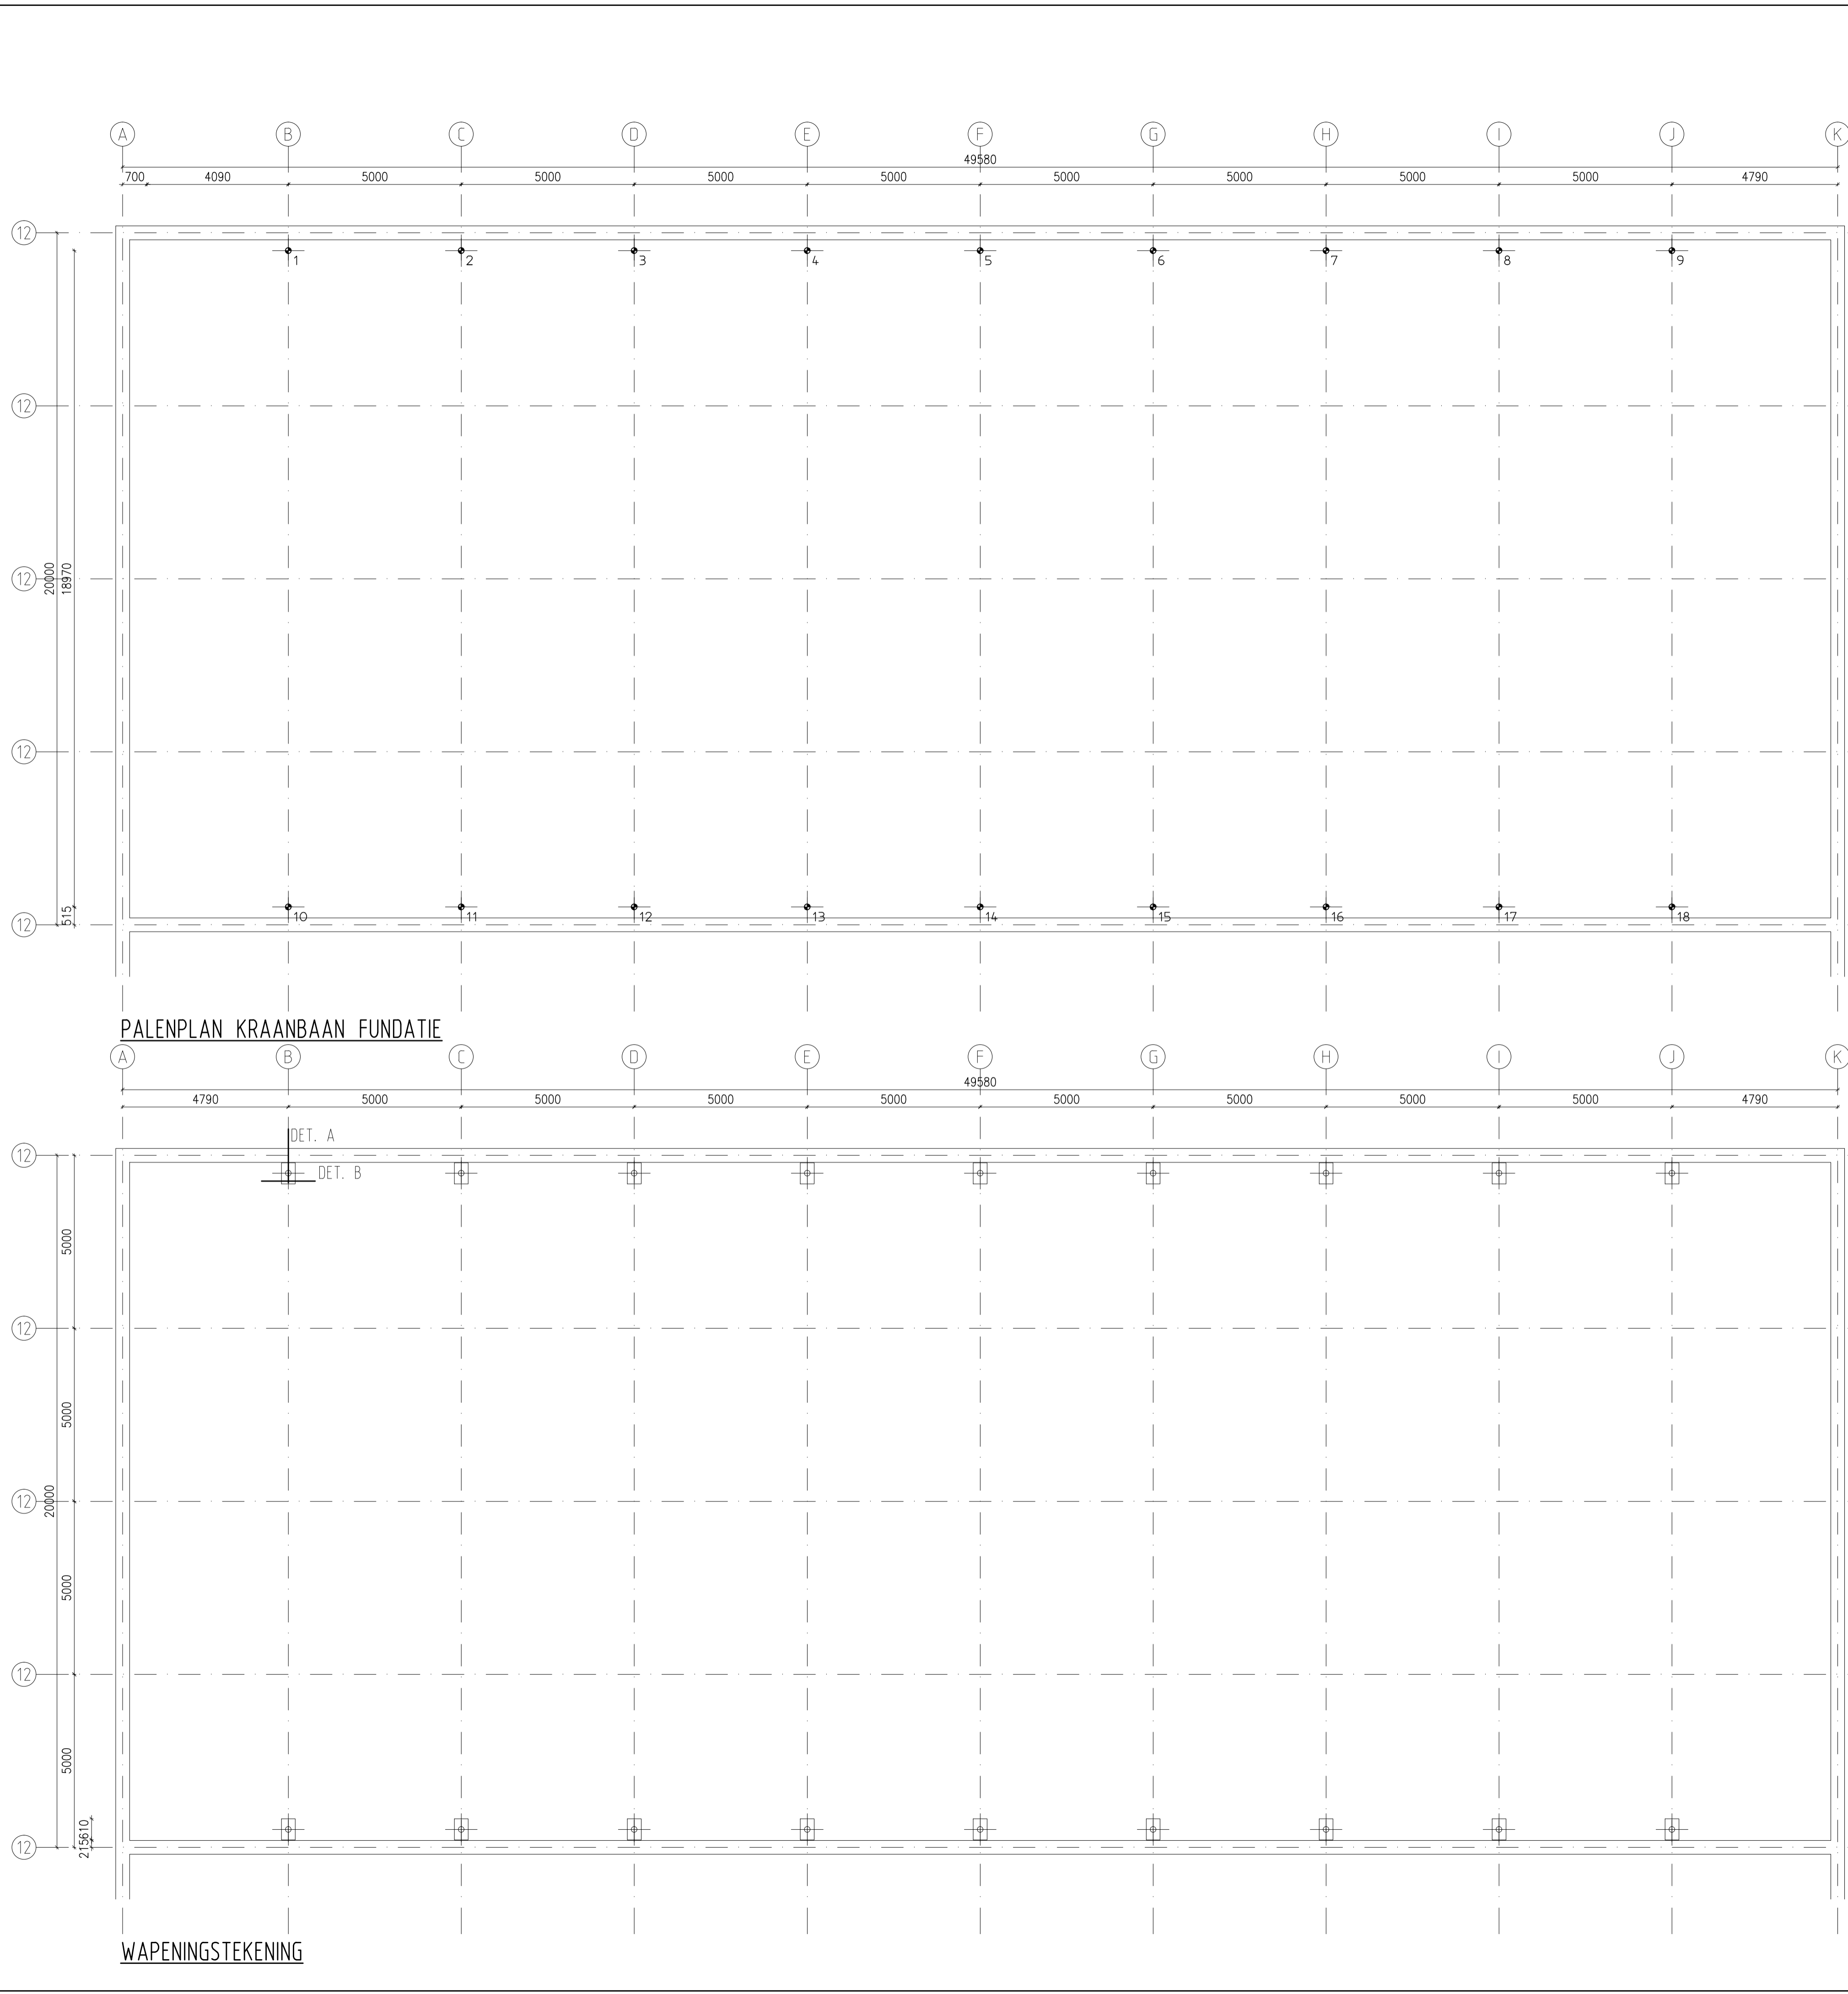 A B C D E F G H I J K
49580
700 4090 5000 5000 5000 5000 5000 5000 5000 5000 4790
12
1 2 3 4 5 6 7 8 9
12
12
20000
18970
12
515
10 11 12 13 14 15 16 17 18
12
PALENPLAN KRAANBAAN FUNDATIE
A B C D E F G H I J K
49580
4790 5000 5000 5000 5000 5000 5000 5000 5000 4790
DET. A
12
DET. B
5000
12
5000
12
20000
5000
12
5000
610
215
12
WAPENINGSTEKENING